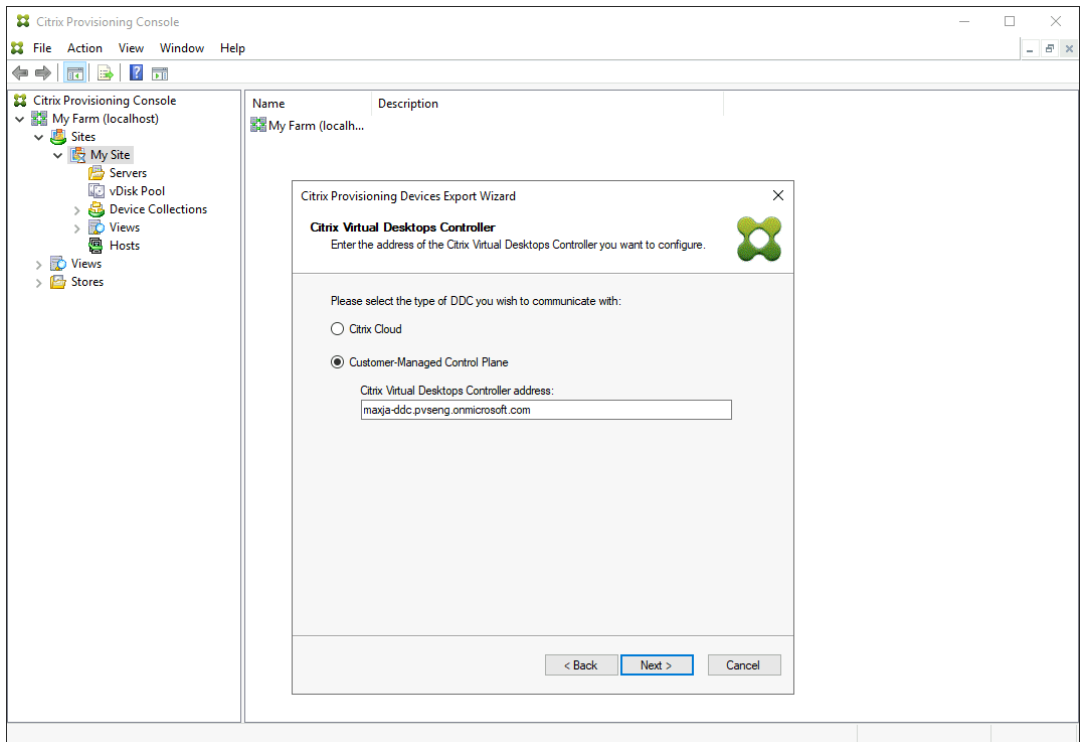 Citrix Provisioning Console
File Action View Window Help
Citrix Provisioning Console
My Farm (localhost)
Sites
My Site
Servers
vDisk Pool
Device Collections
Views
Hosts
Views
Stores
Name Description
My Farm (localh...
Citrix Provisioning Devices Export Wizard
Citrix Virtual Desktops Controller
Enter the address of the Citrix Virtual Desktops Controller you want to configure.
Please select the type of DDC you wish to communicate with:
Citrix Cloud
Customer-Managed Control Plane
Citrix Virtual Desktops Controller address:
maxja-ddc.pvseng.onmicrosoft.com
< Back Next > Cancel